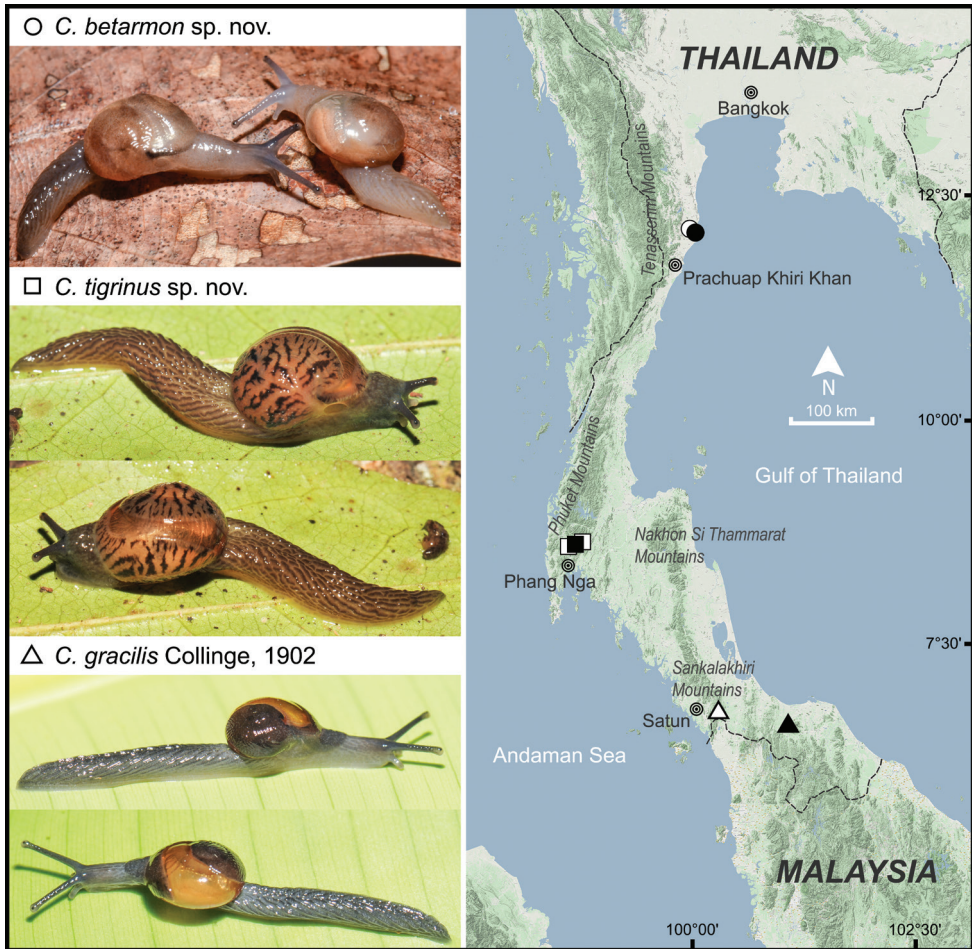 C. betarmon sp. nov.
C. tigrinus sp. nov.
C. gracilis Collinge, 1902
THAILAND
Bangkok
12°30'
Tenasserim Mountains
Prachuap Khiri Khan
N
100 km
10°00'
Phuket Mountains
Gulf of Thailand
Nakhon Si Thammarat
Mountains
Phang Nga
7°30'
Sankalakhiri
Mountains
Satun
Andaman Sea
MALAYSIA
100°00'
102°30'